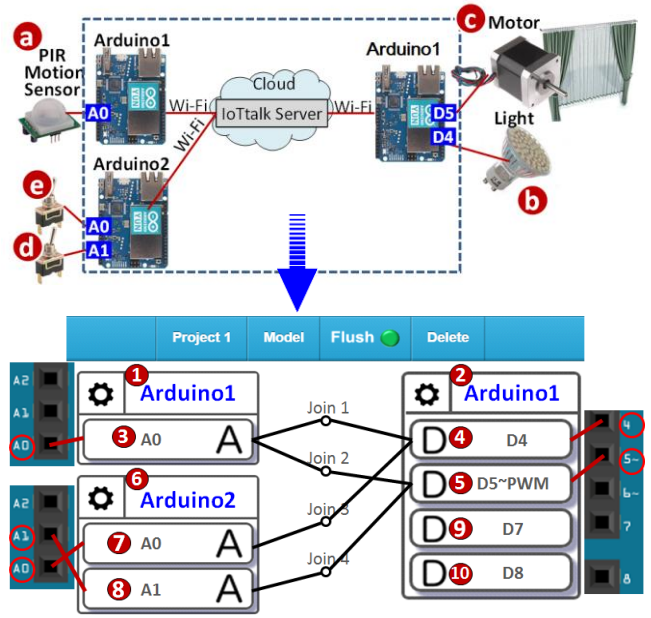 a
PIR
Motion
Sensor
Arduino1
A0
Wi-Fi
Wi-Fi
Cloud
IoTtalk Server
Wi-Fi
Arduino1
D5
D4
c Motor
Light
b
Arduino2
e
A0
d
A1
Project 1 Model Flush Delete
A2
A1
A0
1
Arduino1
3 A0 A
Join 1
Join 2
Join 3
Join 4
2
Arduino1
D 4 D4
D 5 D5~PWM
D 9 D7
D 10 D8
4
5~
6~
7
8
A2
A1
A0
6
Arduino2
7 A0 A
8 A1 A